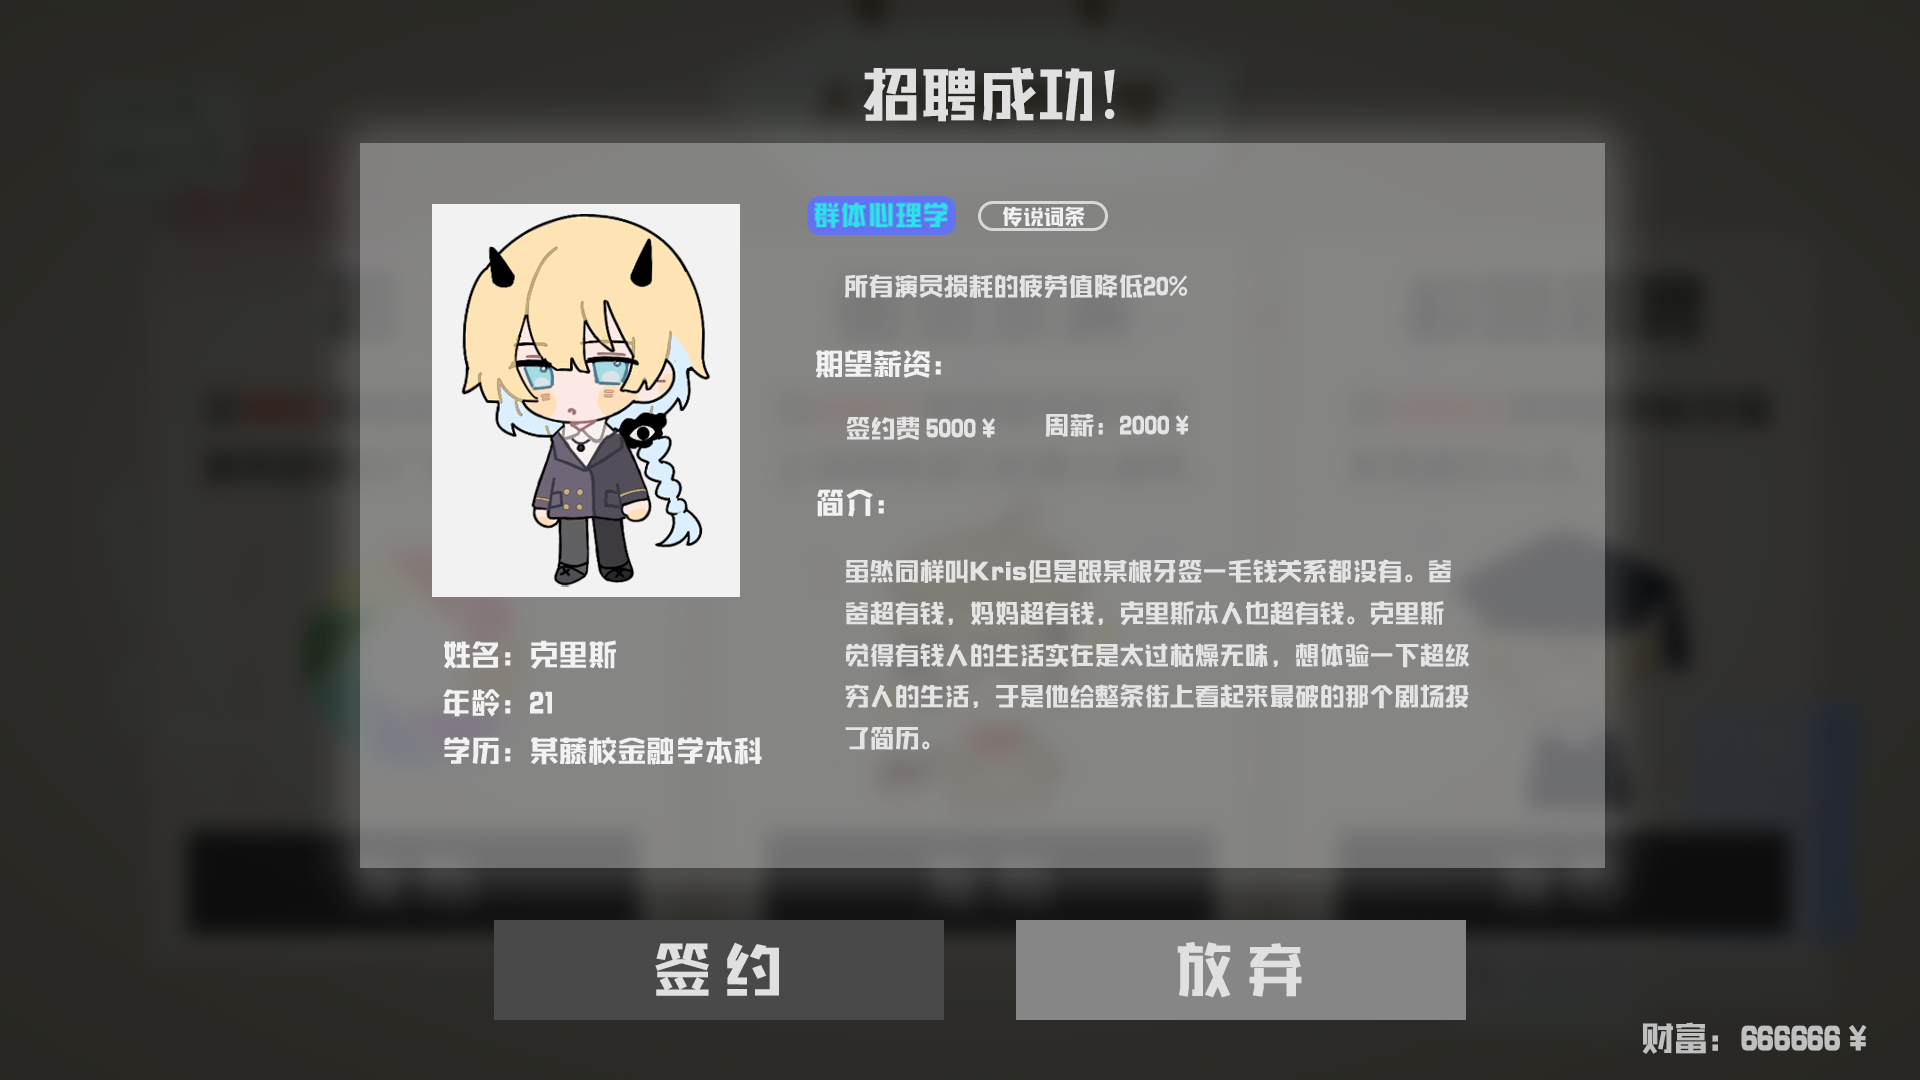 招聘成功!
群体心理学
传说词条
所有演员损耗的疲劳值降低20%
期望薪资:
签约费 5000 ¥
周薪: 2000 ¥
简介:
虽然同样叫Kris但是跟某根牙签一毛钱关系都没有。爸
爸超有钱，妈妈超有钱，克里斯本人也超有钱。克里斯
觉得有钱人的生活实在是太过枯燥无味，想体验一下超级
穷人的生活，于是他给整条街上看起来最破的那个剧场投
了简历。
姓名: 克里斯
年龄: 21
学历: 某藤校金融学本科
签 约
放 弃
财富: 666666 ¥